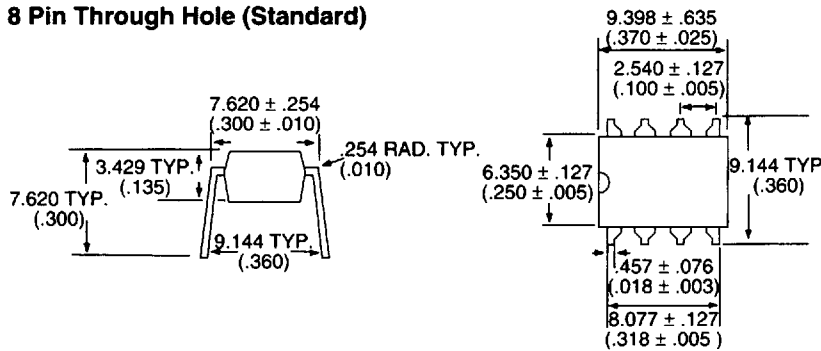 8 Pin Through Hole (Standard)
7.620 ± .254
(.300 ± .010)
3.429 TYP.
(.135)
.254 RAD. TYP.
(.010)
7.620 TYP.
(.300)
9.144 TYP.
(.360)
9.398 ± .635
(.370 ± .025)
2.540 ± .127
(.100 ± .005)
6.350 ± .127
(.250 ± .005)
9.144 TYP
(.360)
.457 ± .076
(.018 ± .003)
8.077 ± .127
(.318 ± .005 )